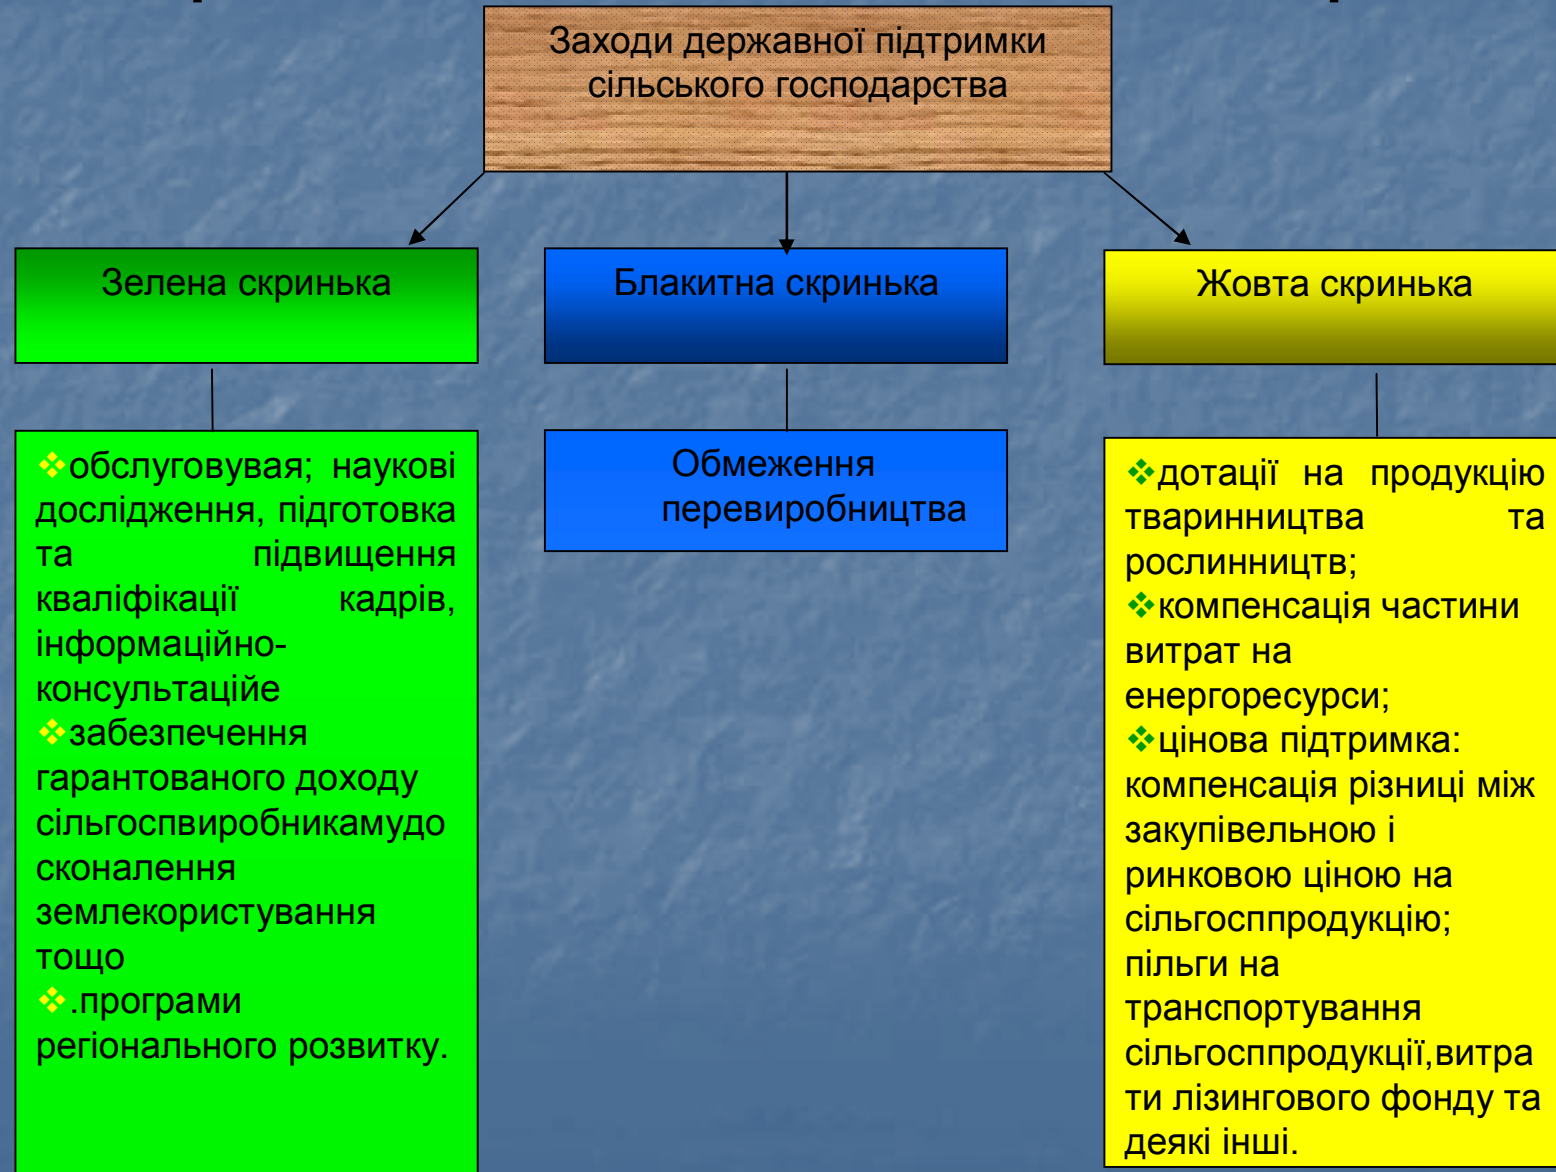 Заходи державної підтримки
сільського господарства
Зелена скринька
Блакитна скринька
Жовта скринька
❖обслуговувая; наукові
дослідження, підготовка
та підвищення
кваліфікації кадрів,
інформаційно-
консультаційе
❖забезпечення
гарантованого доходу
сільгоспвиробникамудо
сконалення
землекористування
тощо
❖.програми
регіонального розвитку.
Обмеження
перевиробництва
❖дотації на продукцію
тваринництва та
рослинництв;
❖компенсація частини
витрат на
енергоресурси;
❖цінова підтримка:
компенсація різниці між
закупівельною і
ринковою ціною на
сільгосппродукцію;
пільги на
транспортування
сільгосппродукції,витра
ти лізингового фонду та
деякі інші.